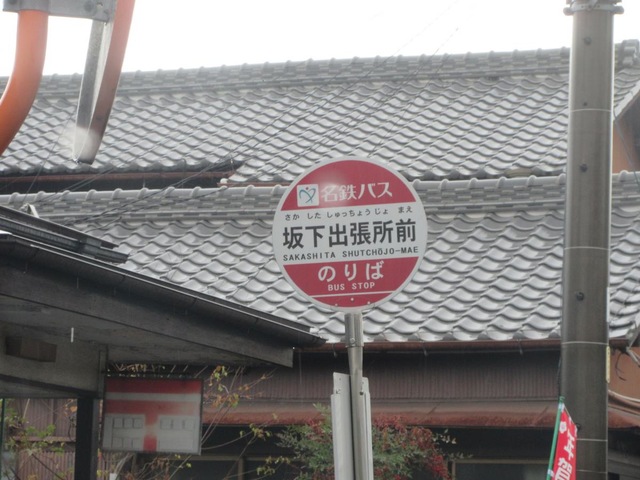 名鉄バス
さかしたしゅっちょうじょまえ
坂下出張所前
SAKASHITA SHUTCHŌJO-MAE
のりば
BUS STOP